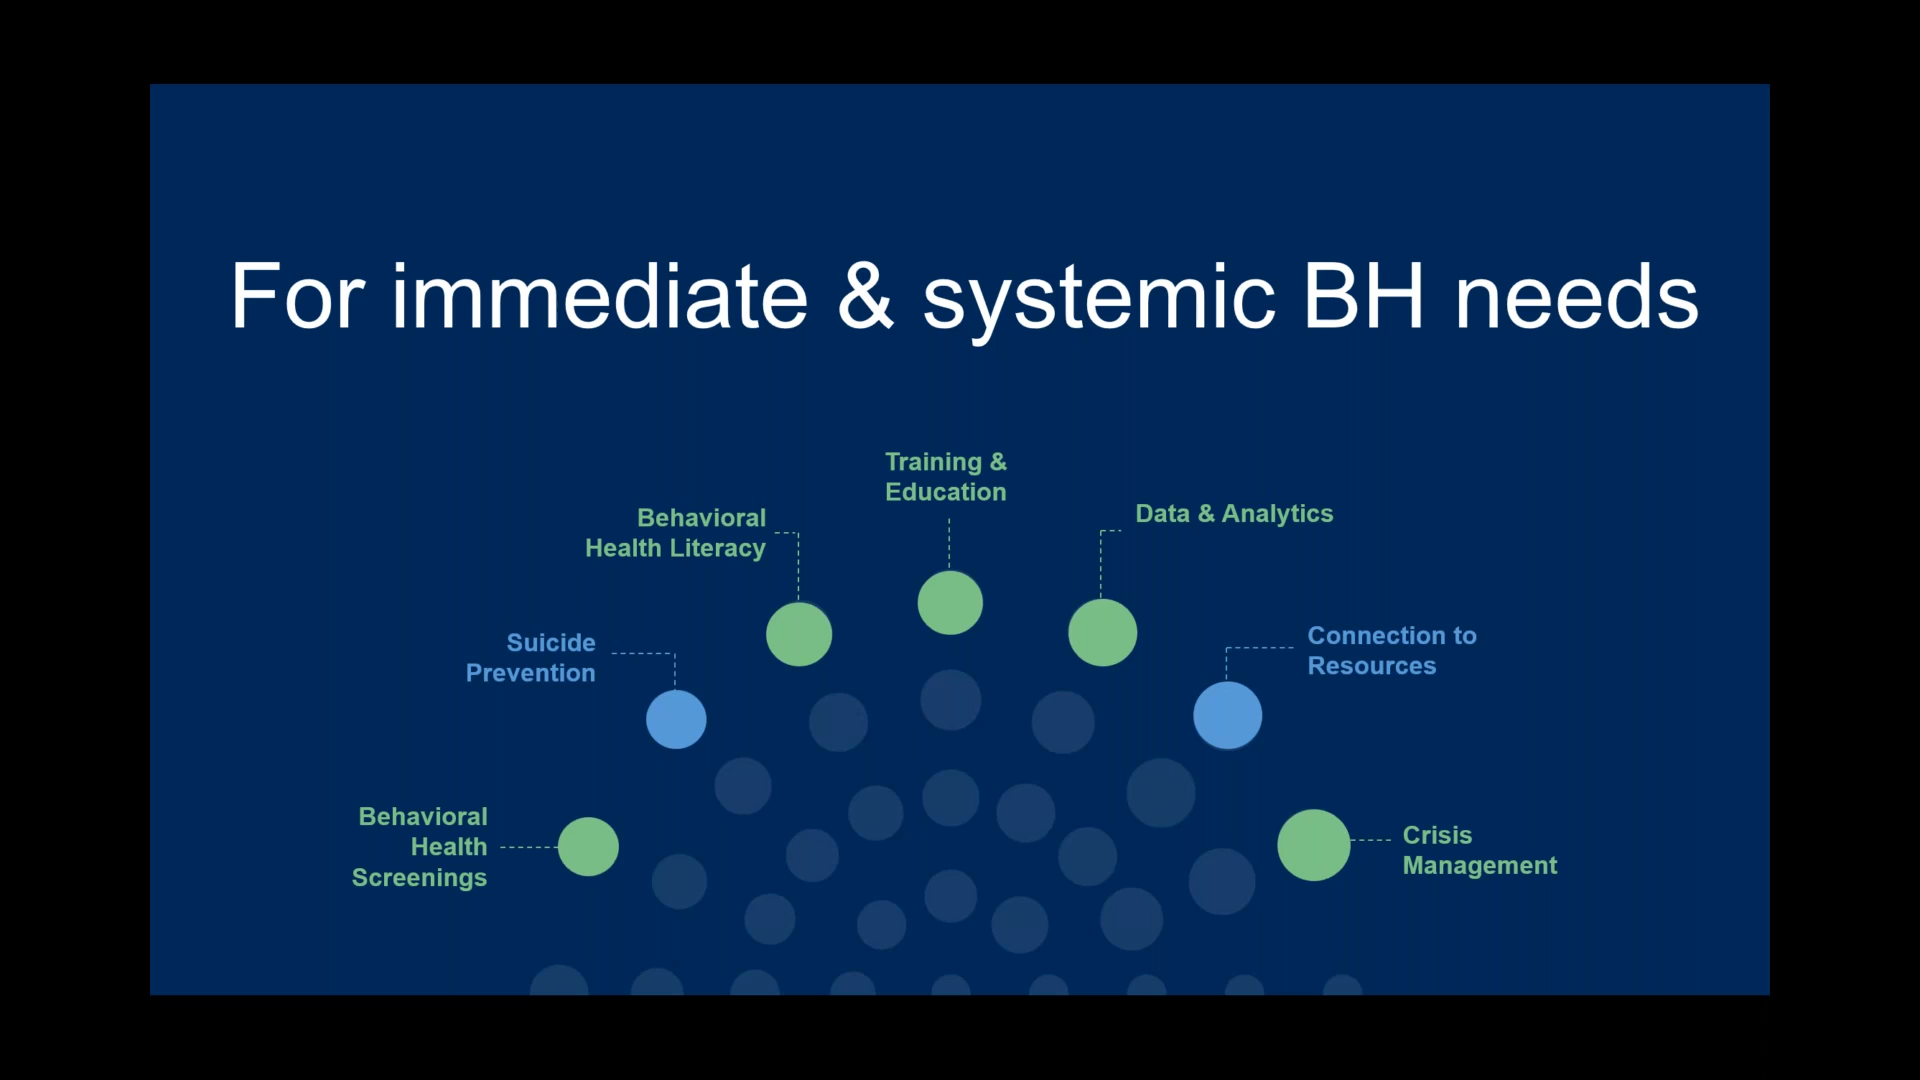 For immediate & systemic BH needs
Training &
Education
Behavioral
Health Literacy
Data & Analytics
Suicide
Prevention
Connection to
Resources
Behavioral
Health
Screenings
Crisis
Management